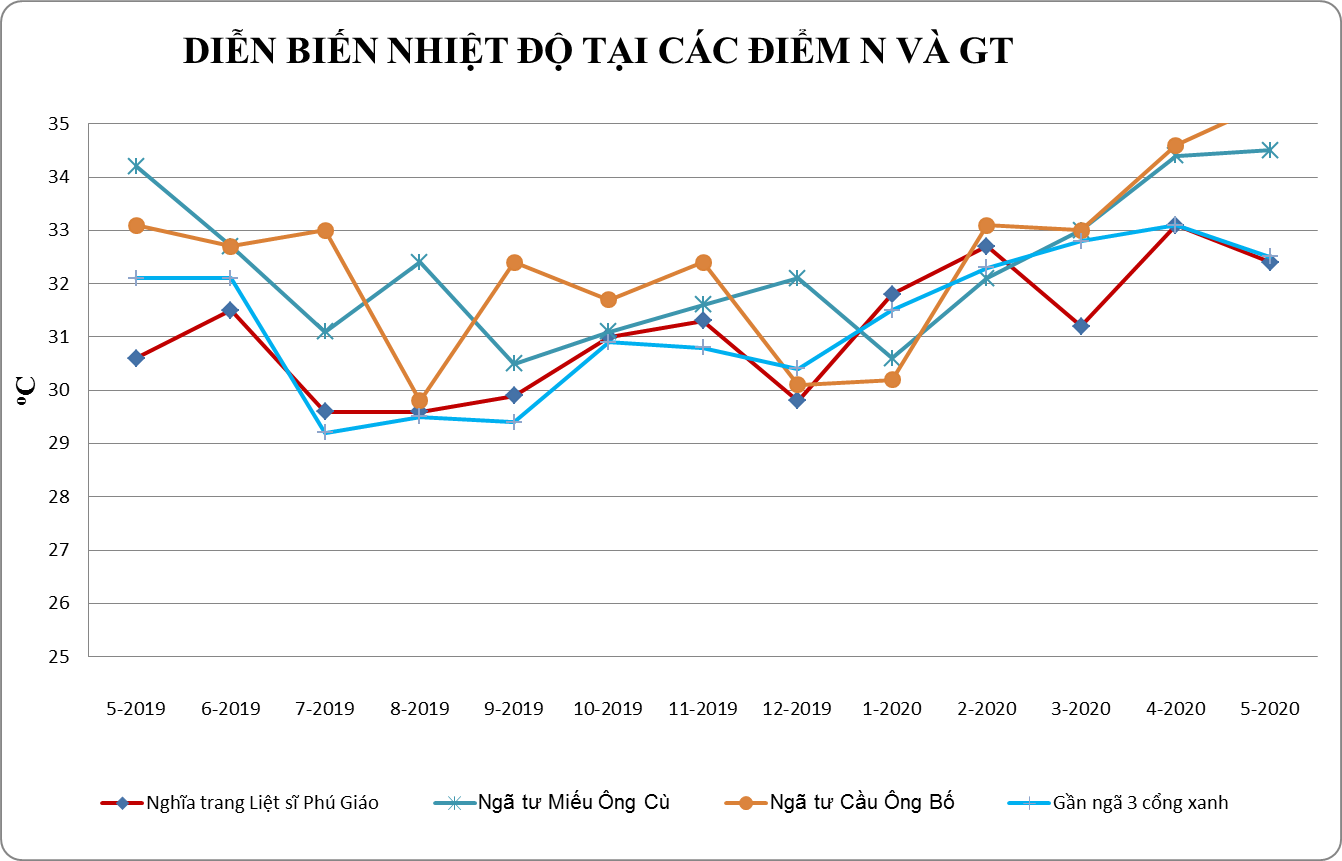 DIỄN BIẾN NHIỆT ĐỘ TẠI CÁC ĐIỂM N VÀ GT
35
34
33
32
31
30
29
28
27
26
25
ºC
5-2019 6-2019 7-2019 8-2019 9-2019 10-2019 11-2019 12-2019 1-2020 2-2020 3-2020 4-2020 5-2020
Nghĩa trang Liệt sĩ Phú Giáo Ngã tư Miếu Ông Cù Ngã tư Cầu Ông Bố Gần ngã 3 cổng xanh